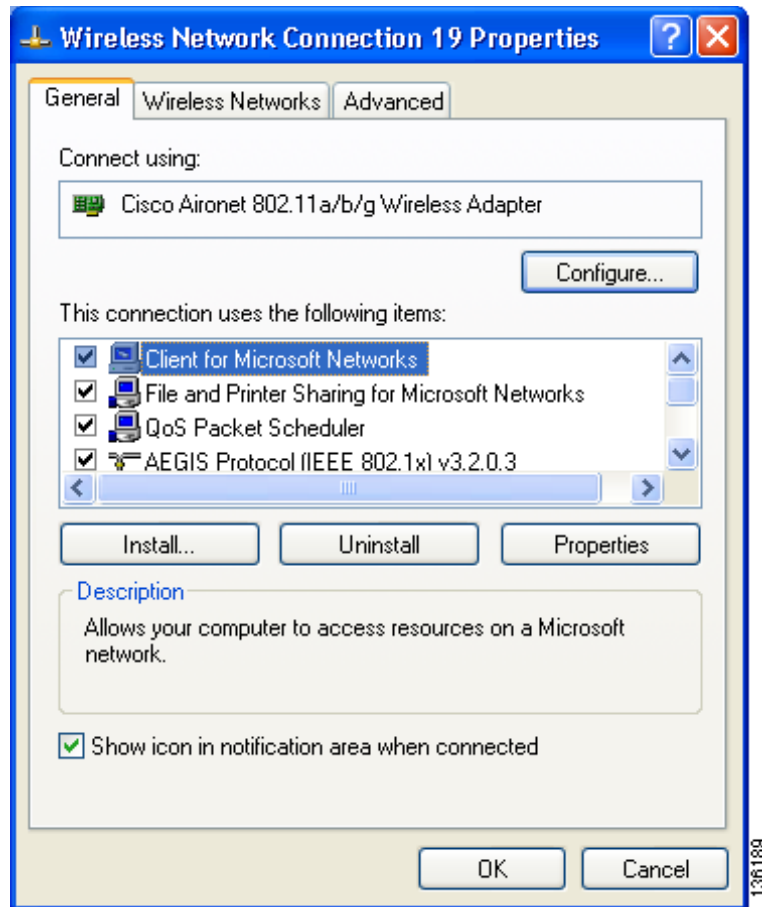 Wireless Network Connection 19 Properties
General Wireless Networks Advanced
Connect using:
Cisco Aironet 802.11a/b/g Wireless Adapter
Configure...
This connection uses the following items:
Client for Microsoft Networks
File and Printer Sharing for Microsoft Networks
QoS Packet Scheduler
AEGIS Protocol (IEEE 802.1x) v3.2.0.3
Install... Uninstall Properties
Description
Allows your computer to access resources on a Microsoft
network.
Show icon in notification area when connected
OK Cancel
136189